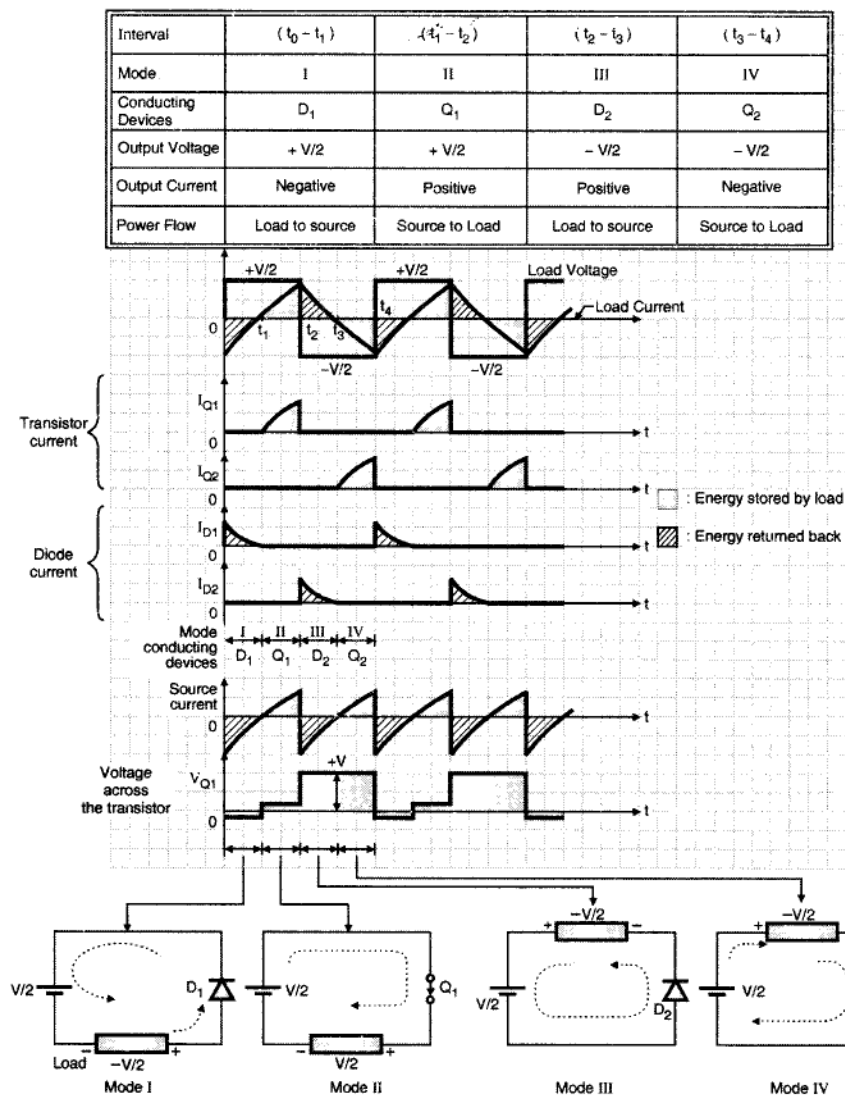 Interval (t0 – t1) (t1 – t2) (t2 – t3) (t3 – t4)
Mode I II III IV
Conducting Devices D1 Q1 D2 Q2
Output Voltage + V/2 + V/2 – V/2 – V/2
Output Current Negative Positive Positive Negative
Power Flow Load to source Source to Load Load to source Source to Load
+V/2 +V/2 Load Voltage
t4 Load Current
0 t1 t2 t3
–V/2 –V/2
Transistor current
IQ1
0 t
IQ2
0 t
: Energy stored by load
: Energy returned back
Diode current
ID1
0 t
ID2
0 t
Mode I II III IV
conducting devices D1 Q1 D2 Q2
Source current
0 t
Voltage across the transistor
VQ1 +V
0 t
–V/2 –V/2
+ – +
V/2 D1 V/2 Q1 V/2 D2 V/2
Load – –V/2 + – V/2 +
Mode I Mode II Mode III Mode IV